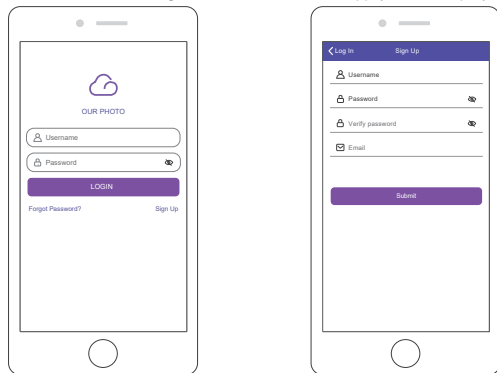 OUR PHOTO
Username
Password
LOGIN
Forgot Password? Sign Up
Log In Sign Up
Username
Password
Verify password
Email
Submit